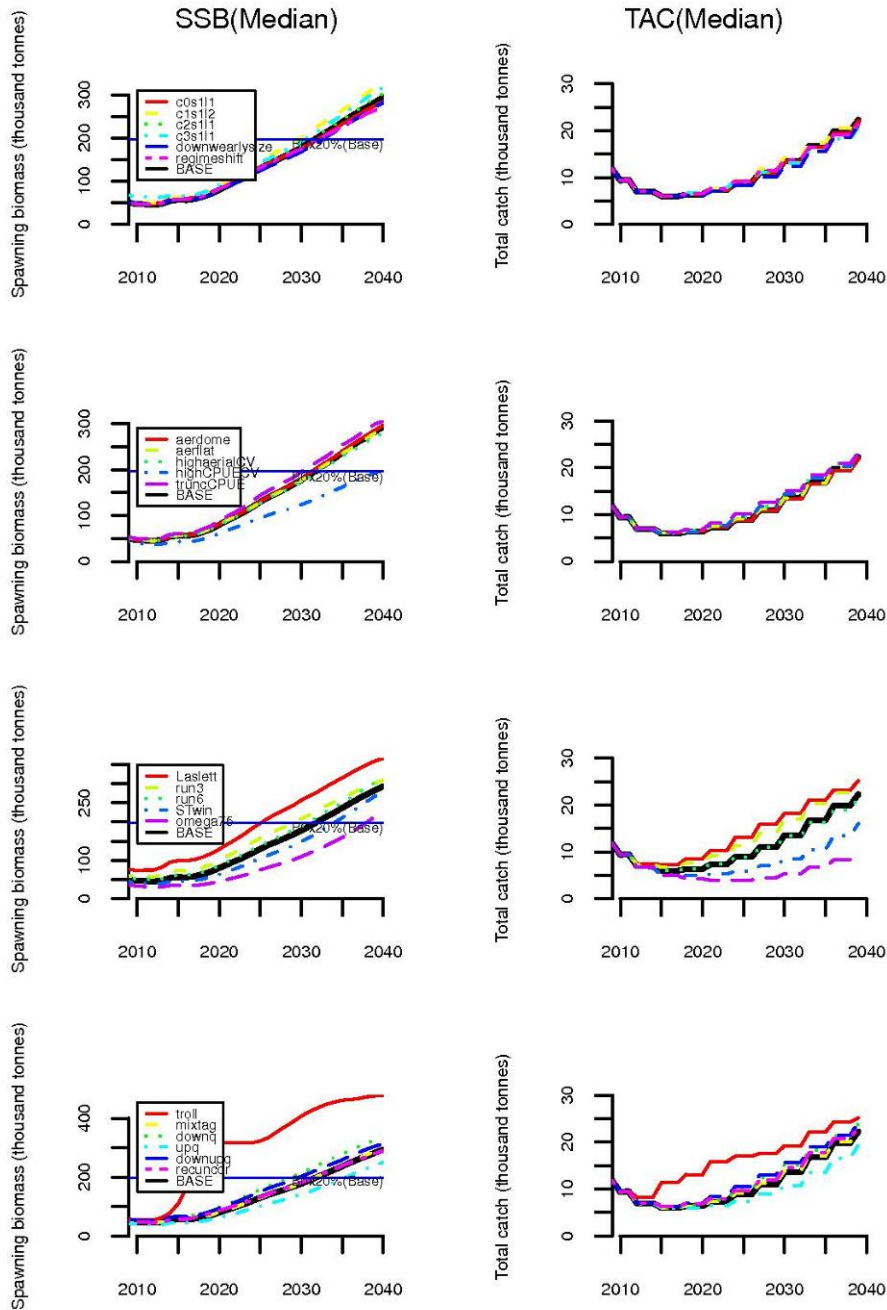 SSB(Median)
TAC(Median)
Spawning biomass (thousand tonnes)
0 100 200 300
c0s1l1
c1s1l2
c2s1l1
c3s1l1
downwearlysize
regimeshift
BASE
B0x20%(Base)
2010 2020 2030 2040
Total catch (thousand tonnes)
0 10 20 30
2010 2020 2030 2040
Spawning biomass (thousand tonnes)
0 100 200 300
aerdome
aerflat
highaerialCV
highCPUECV
truncCPUE
BASE
B0x20%(Base)
2010 2020 2030 2040
Total catch (thousand tonnes)
0 10 20 30
2010 2020 2030 2040
Spawning biomass (thousand tonnes)
0 100 250
Laslett
run3
run6
STwin
omega75
BASE
B0x20%(Base)
2010 2020 2030 2040
Total catch (thousand tonnes)
0 10 20 30
2010 2020 2030 2040
Spawning biomass (thousand tonnes)
0 200 400
troll
mixtag
downq
upq
downupq
recuncor
BASE
B0x20%(Base)
2010 2020 2030 2040
Total catch (thousand tonnes)
0 10 20 30
2010 2020 2030 2040